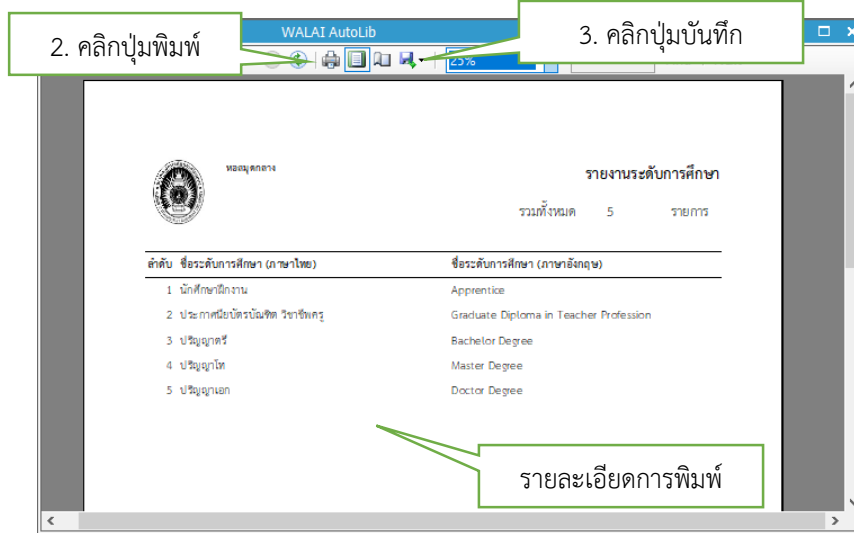 WALAI AutoLib
2. คลิกปุ่มพิมพ์
3. คลิกปุ่มบันทึก
25%
หอสมุดกลาง
รายงานระดับการศึกษา
รวมทั้งหมด 5 รายการ
ลำดับ ชื่อระดับการศึกษา (ภาษาไทย) ชื่อระดับการศึกษา (ภาษาอังกฤษ)
1 นักศึกษาฝึกงาน Apprentice
2 ประกาศนียบัตรบัณฑิต วิชาชีพครู Graduate Diploma in Teacher Profession
3 ปริญญาตรี Bachelor Degree
4 ปริญญาโท Master Degree
5 ปริญญาเอก Doctor Degree
รายละเอียดการพิมพ์